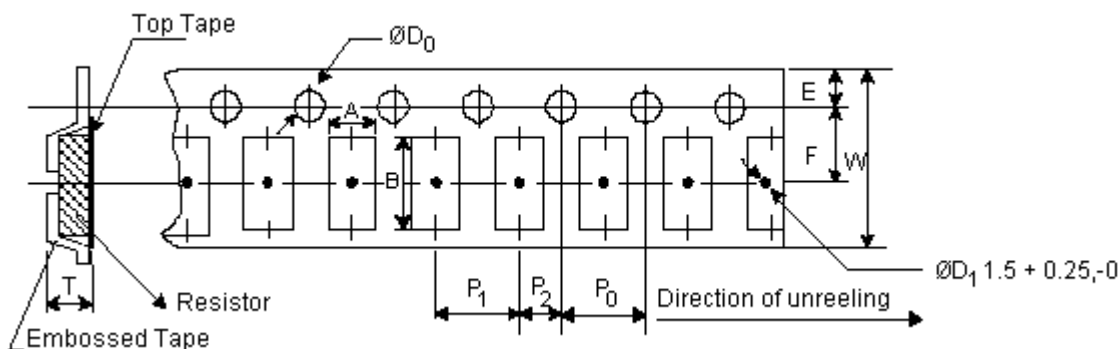 Top Tape
ØD₀
E
A
F
W
B
ØD₁ 1.5 + 0.25,-0
T
P₁
P₂
P₀
Direction of unreeling
Resistor
Embossed Tape